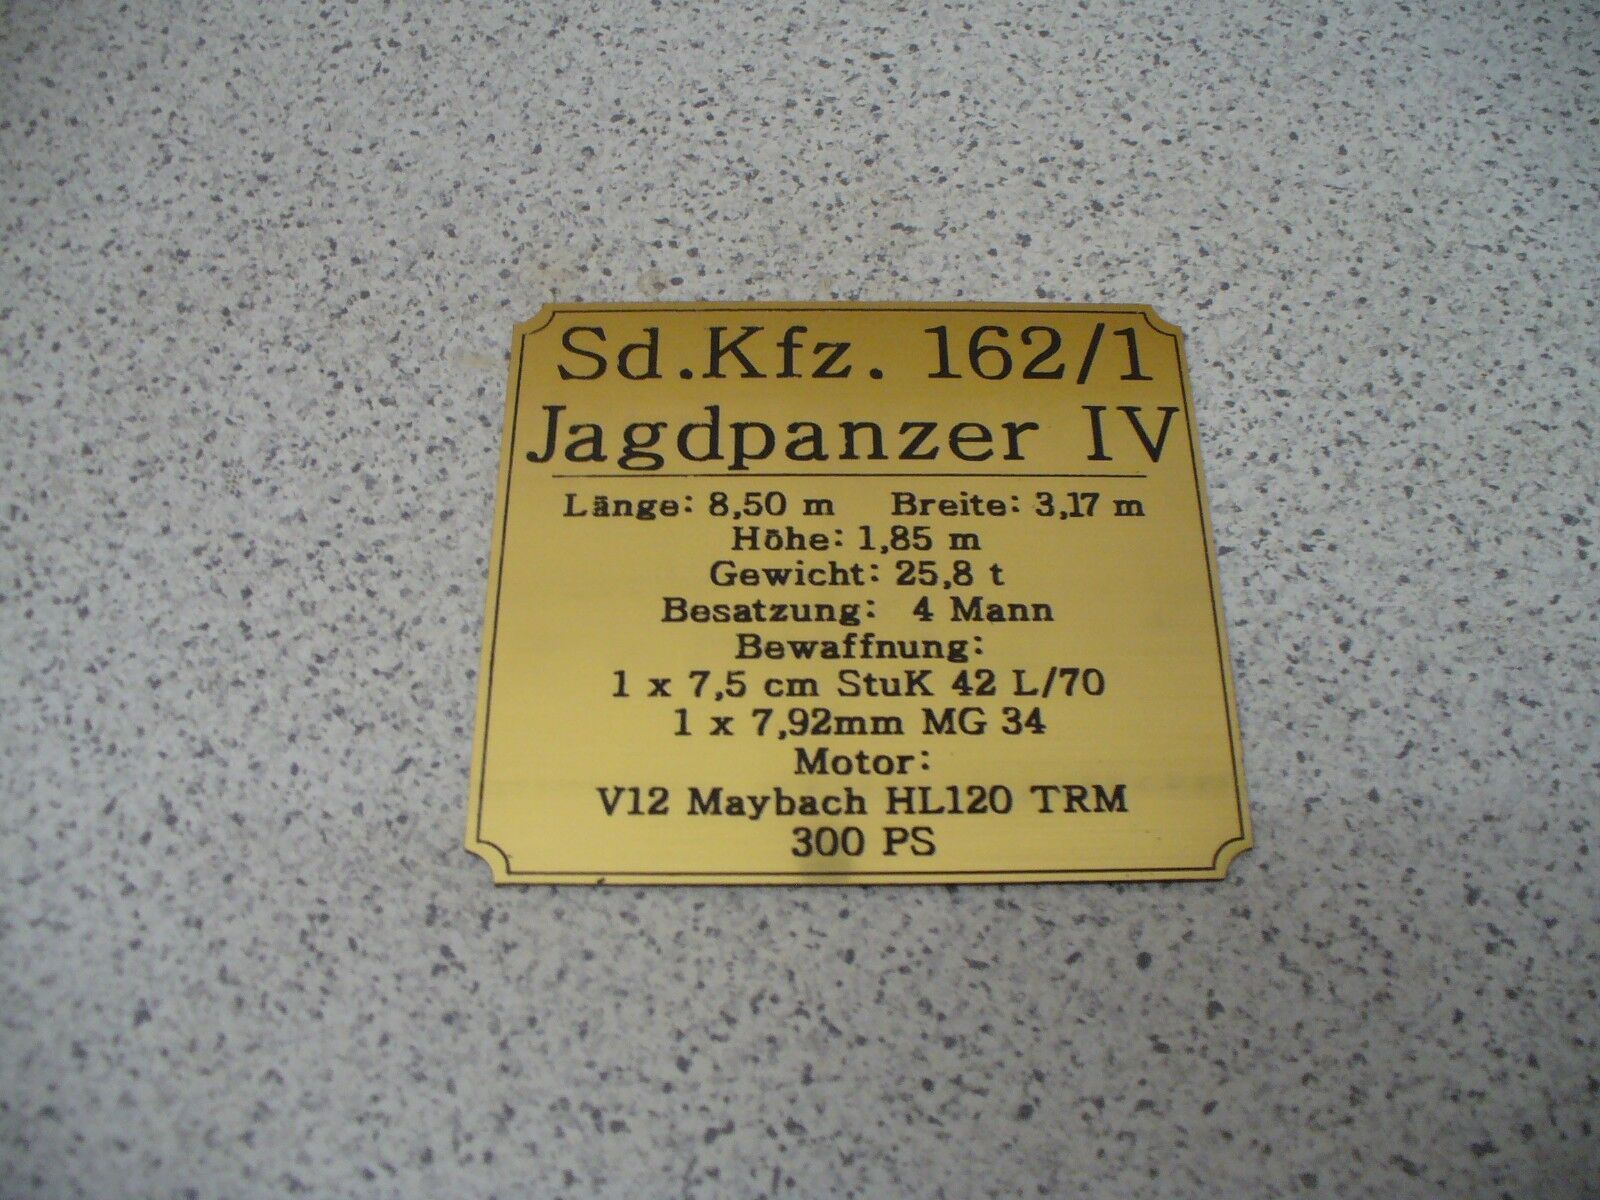 Sd.Kfz. 162/1
Jagdpanzer IV
Länge: 8,50 m Breite: 3,17 m
Höhe: 1,85 m
Gewicht: 25,8 t
Besatzung: 4 Mann
Bewaffnung:
1 x 7,5 cm StuK 42 L/70
1 x 7,92mm MG 34
Motor:
V12 Maybach HL120 TRM
300 PS